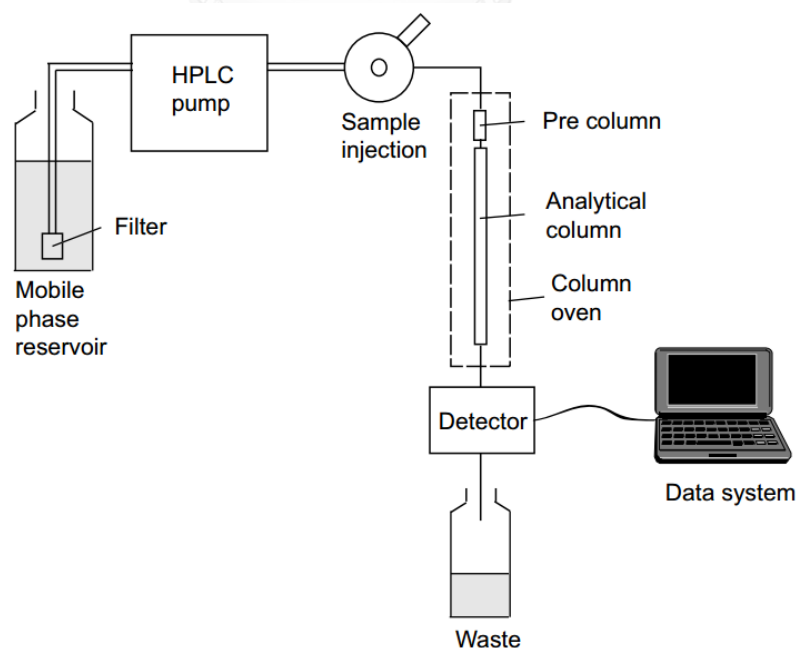 HPLC
pump
Sample
injection
Pre column
Filter
Analytical
column
Mobile
phase
reservoir
Column
oven
Detector
Data system
Waste